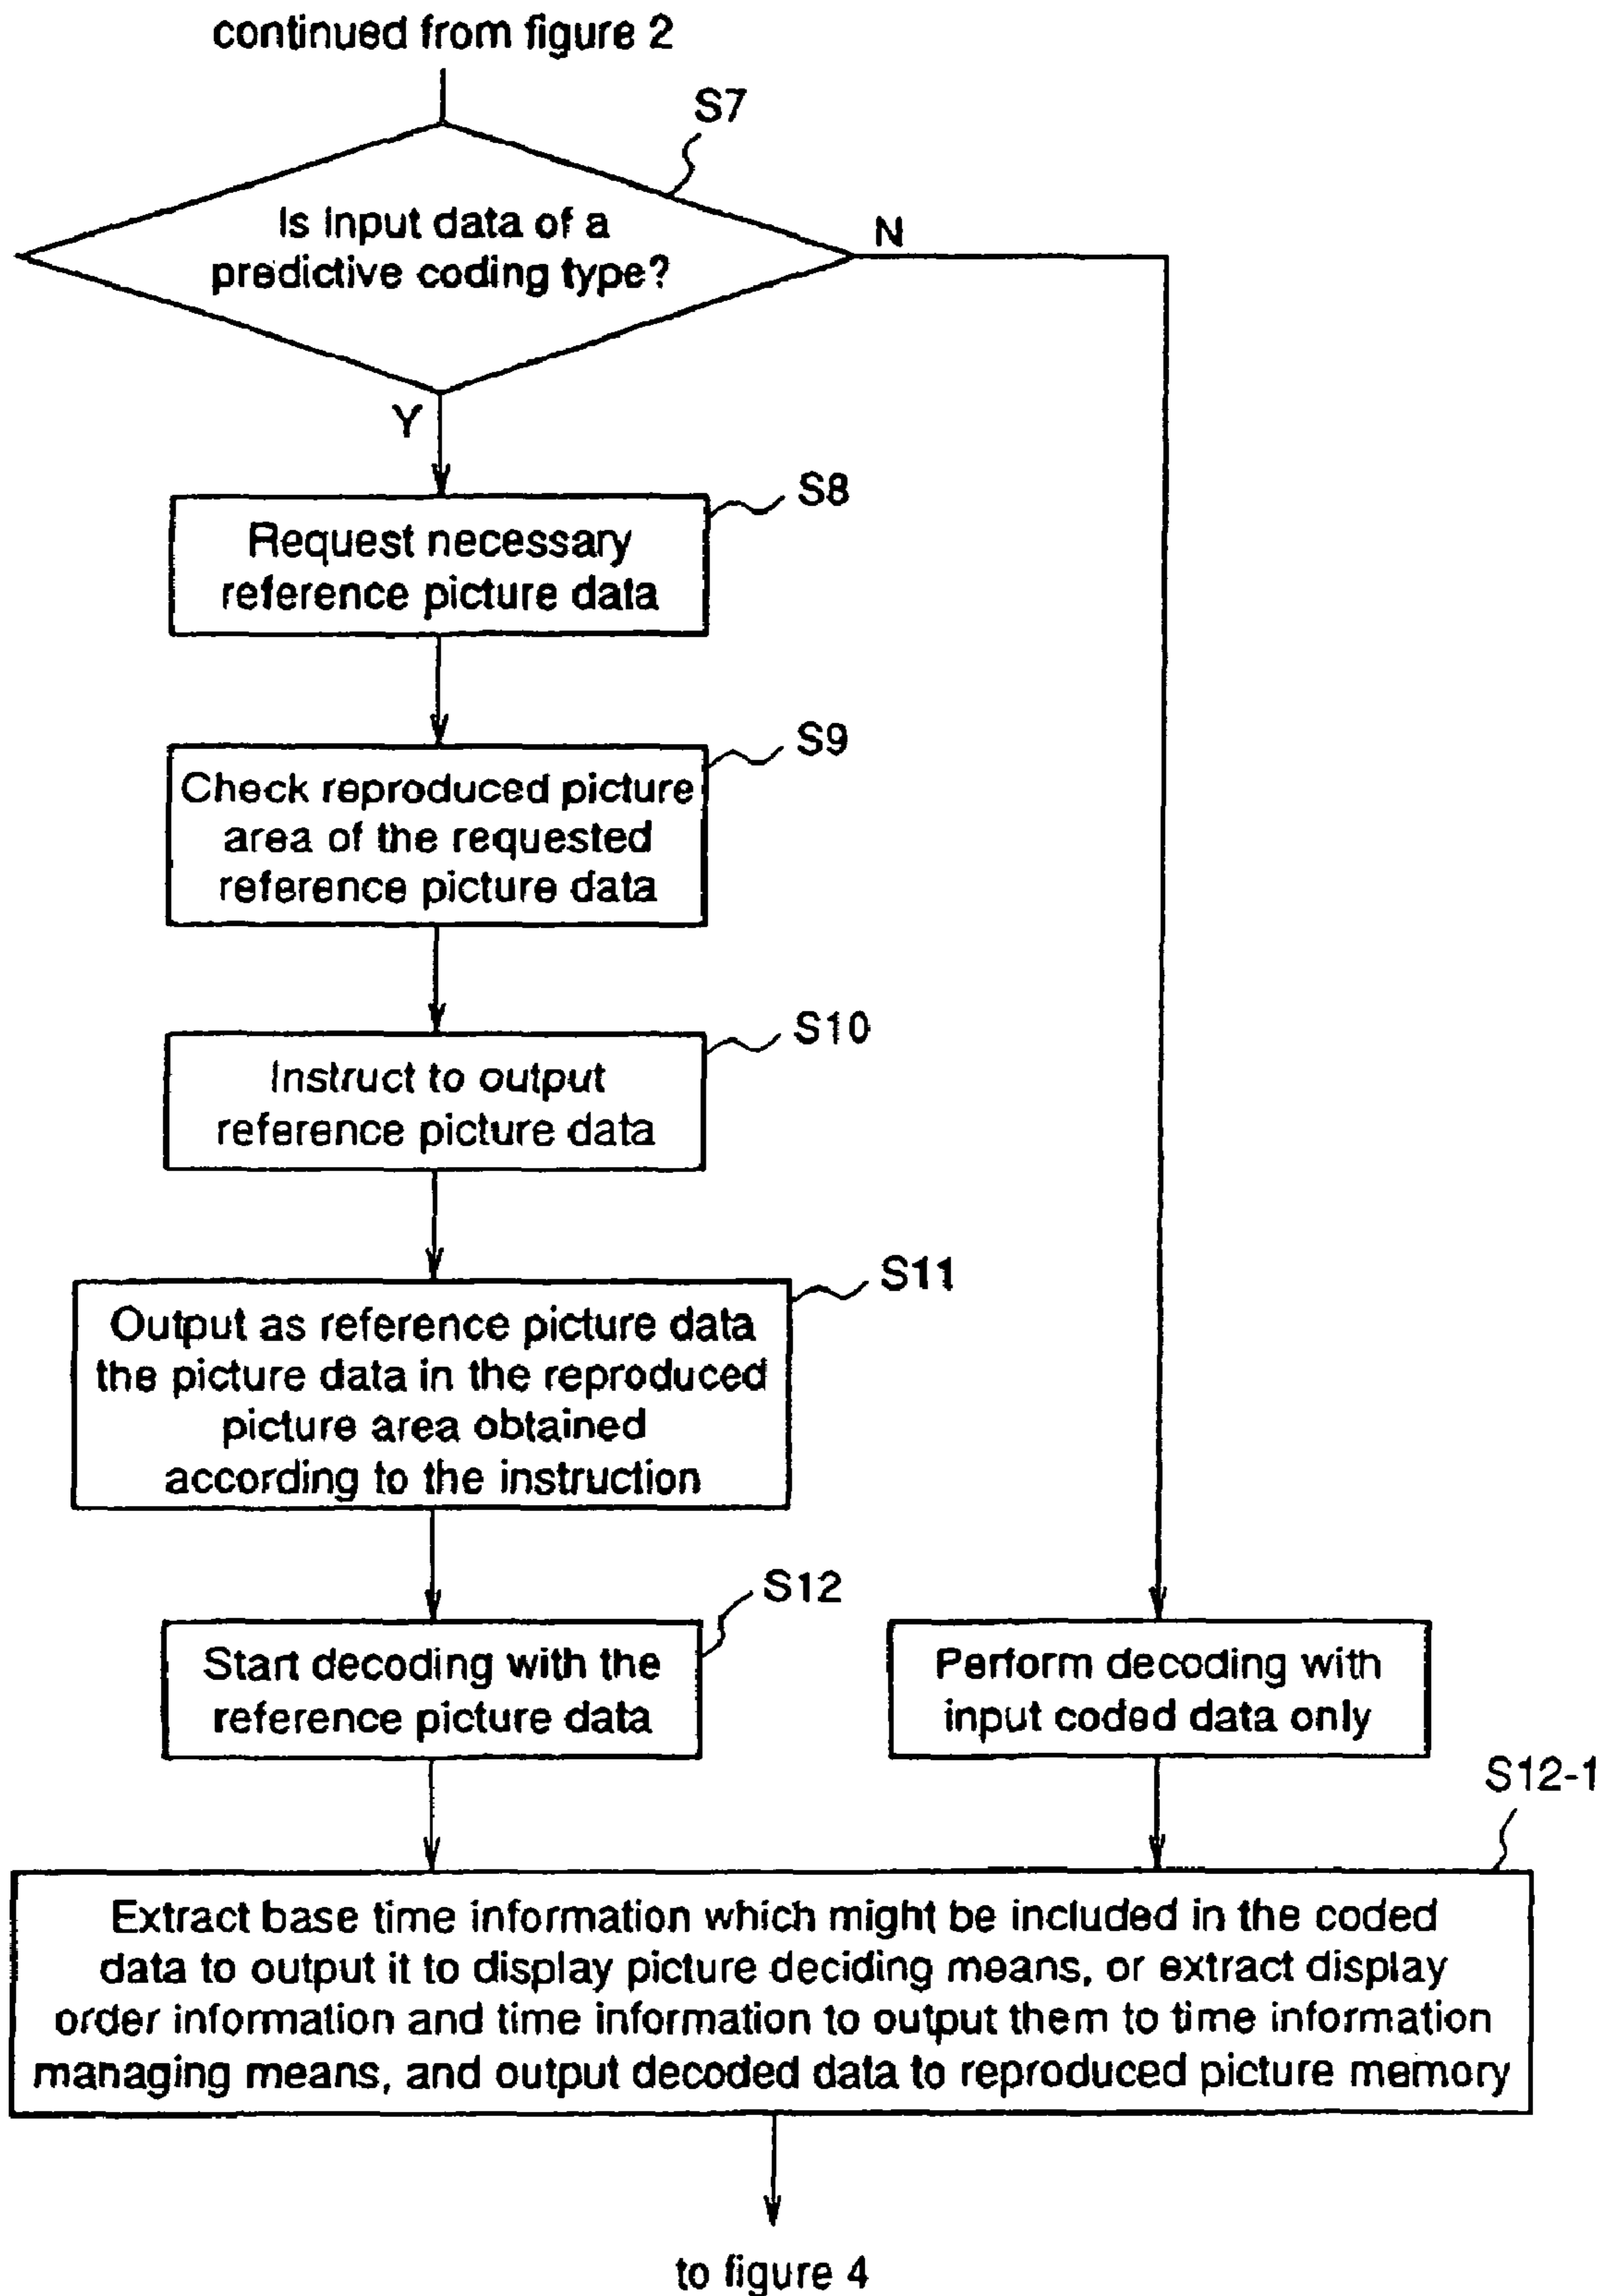 continued from figure 2
S7
Is input data of a
predictive coding type?
N
Y
S8
Request necessary
reference picture data
S9
Check reproduced picture
area of the requested
reference picture data
S10
Instruct to output
reference picture data
S11
Output as reference picture data
the picture data in the reproduced
picture area obtained
according to the instruction
S12
Start decoding with the
reference picture data
Perform decoding with
input coded data only
S12-1
Extract base time information which might be included in the coded
data to output it to display picture deciding means, or extract display
order information and time information to output them to time information
managing means, and output decoded data to reproduced picture memory
to figure 4